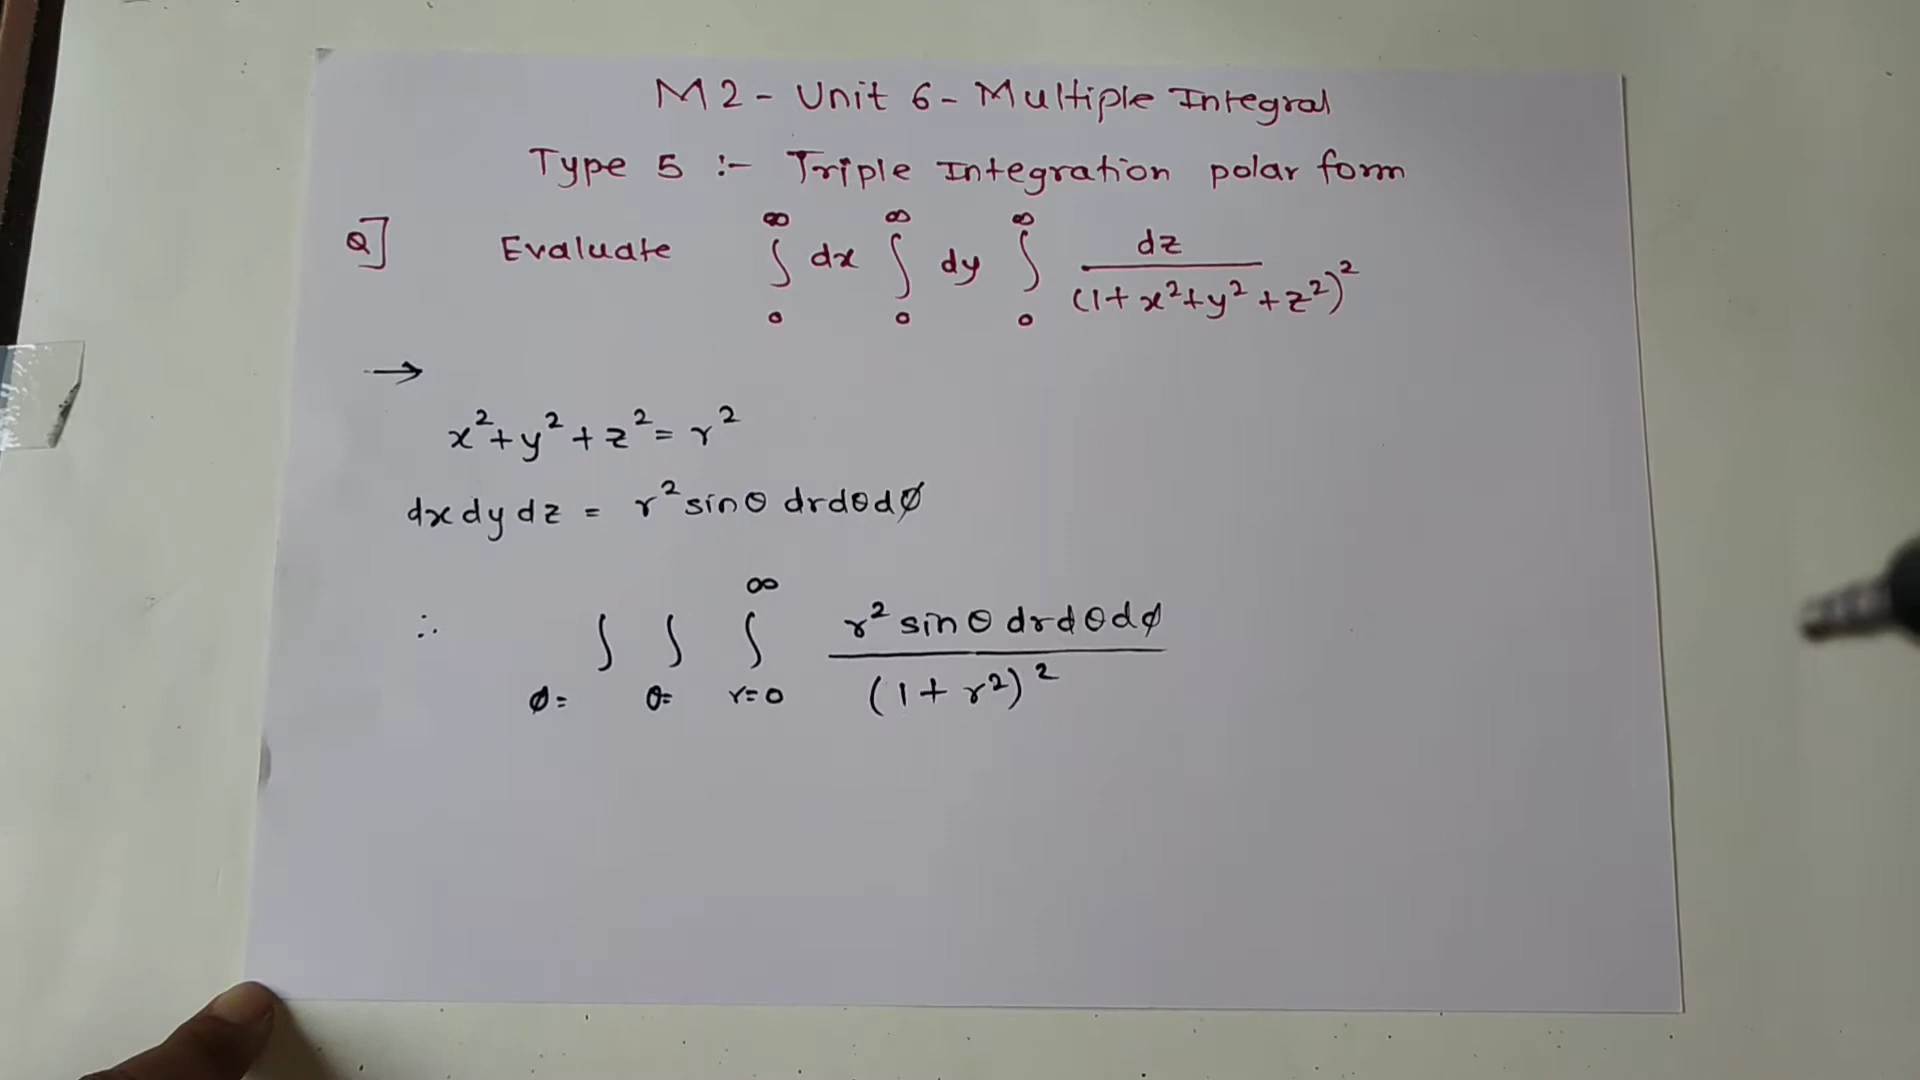 M2 - Unit 6 - Multiple Integral
Type 5 :- Triple Integration polar form
Q] Evaluate ∫₀^∞ dx ∫₀^∞ dy ∫₀^∞ dz / (1+x²+y²+z²)²
→
x²+y²+z² = r²
dx dy dz = r² sinθ dr dθ dϕ
∴ ∫_{ϕ=} ∫_{θ=} ∫_{r=0}^∞ r² sinθ dr dθ dϕ / (1+r²)²